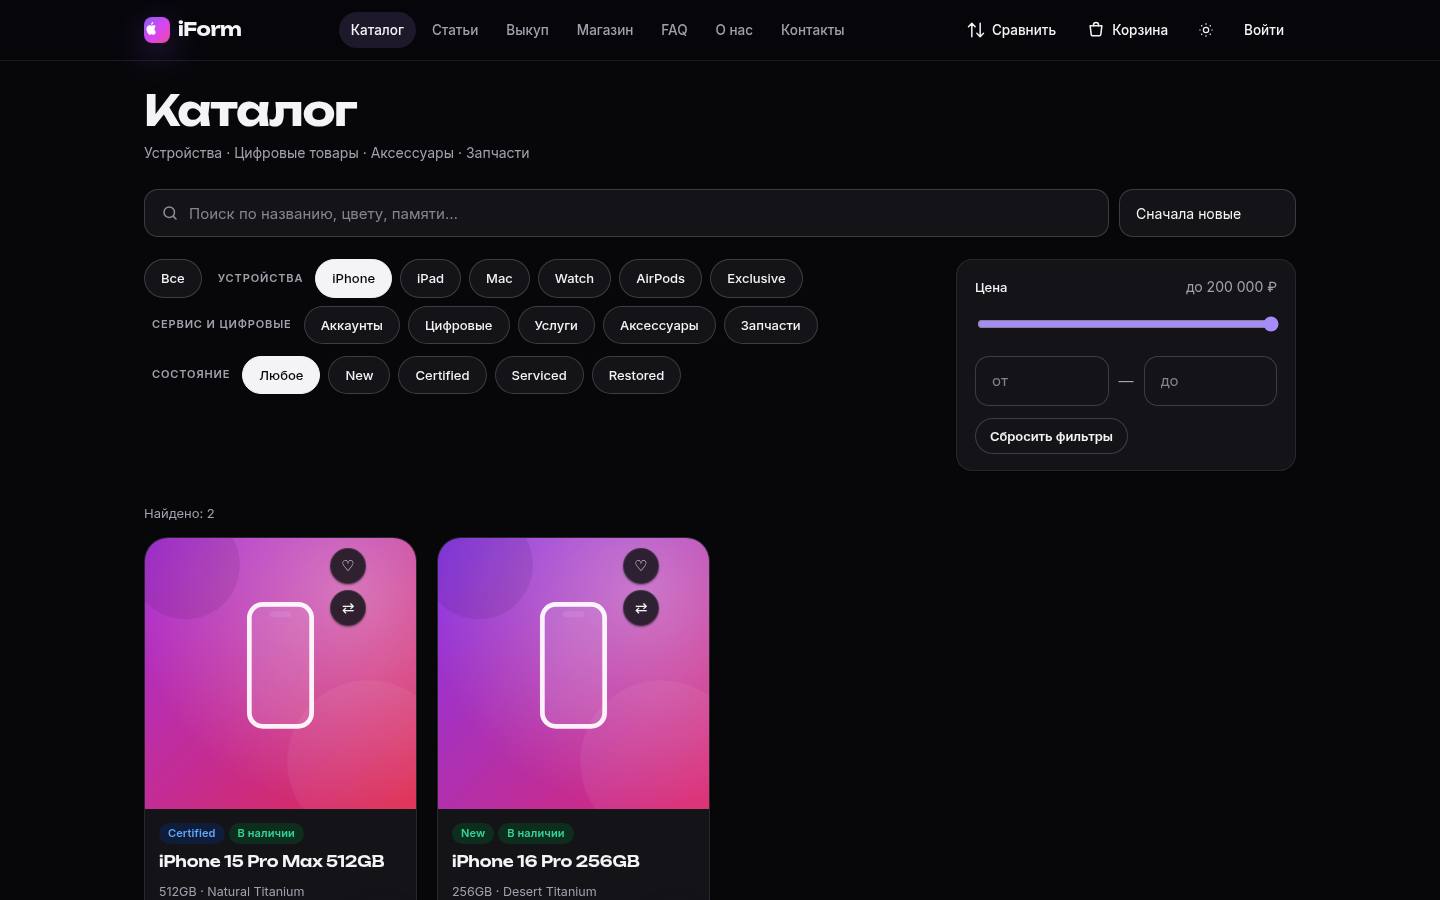 iForm
Каталог Статьи Выкуп Магазин FAQ О нас Контакты Сравнить Корзина Войти
Каталог
Устройства · Цифровые товары · Аксессуары · Запчасти
Поиск по названию, цвету, памяти...
Сначала новые
Все УСТРОЙСТВА iPhone iPad Mac Watch AirPods Exclusive
СЕРВИС И ЦИФРОВЫЕ Аккаунты Цифровые Услуги Аксессуары Запчасти
СОСТОЯНИЕ Любое New Certified Serviced Restored
Цена до 200 000 ₽
от — до
Сбросить фильтры
Найдено: 2
Certified В наличии
iPhone 15 Pro Max 512GB
512GB · Natural Titanium
New В наличии
iPhone 16 Pro 256GB
256GB · Desert Titanium